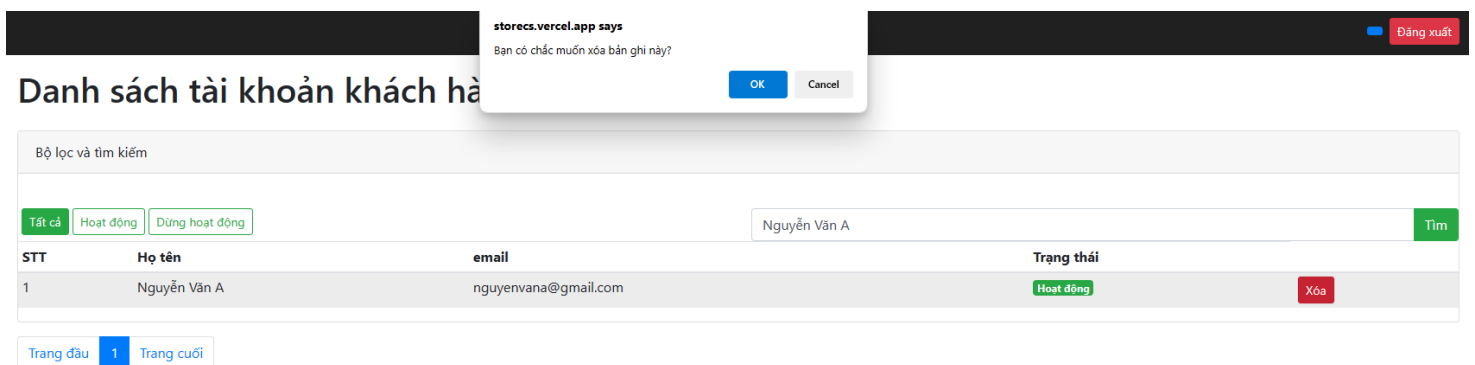 storecs.vercel.app says
Bạn có chắc muốn xóa bản ghi này?
OK Cancel
Đăng xuất
Danh sách tài khoản khách
Bộ lọc và tìm kiếm
Tất cả Hoạt động Dừng hoạt động
Nguyễn Văn A Tìm
STT Họ tên email Trạng thái
1 Nguyễn Văn A nguyenvana@gmail.com Hoạt động Xóa
Trang đầu 1 Trang cuối